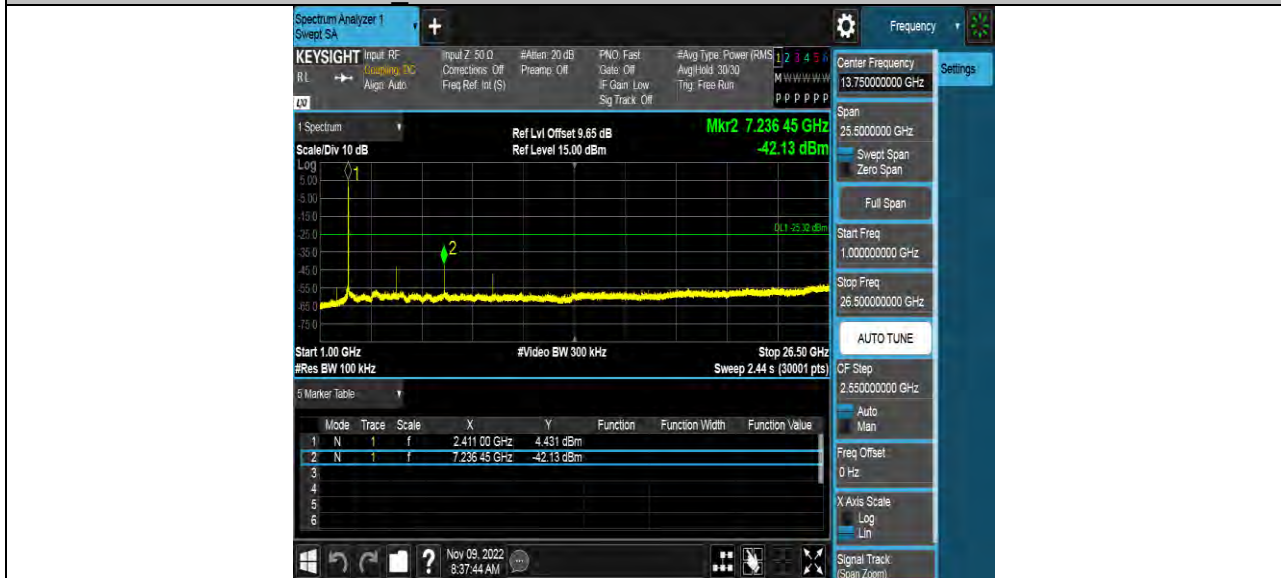 Spectrum Analyzer 1
Swept SA
+
Frequency
KEYSIGHT Input: RF Input Z: 50 Ω #Atten: 20 dB PNO: Fast #Avg Type: Power (RMS 1 2 3 4 5 6
RL Coupling: DC Corrections: Off Preamp: Off Gate: Off Avg|Hold: 30/30 M W W W W W
Align: Auto Freq Ref: Int (S) IF Gain: Low Trig: Free Run
LXI Sig Track: Off P P P P P P
1 Spectrum
Ref Lvl Offset 9.65 dB Mkr2 7.236 45 GHz
Scale/Div 10 dB Ref Level 15.00 dBm -42.13 dBm
Log
5.00
-5.00
-15.0
-25.0
-35.0
-45.0
-55.0
-65.0
-75.0
1
2
DL1 -25.32 dBm
Start 1.00 GHz #Video BW 300 kHz Stop 26.50 GHz
#Res BW 100 kHz Sweep 2.44 s (30001 pts)
5 Marker Table
Mode Trace Scale X Y Function Function Width Function Value
1 N 1 f 2.411 00 GHz 4.431 dBm
2 N 1 f 7.236 45 GHz -42.13 dBm
3
4
5
6
?
Nov 09, 2022
8:37:44 AM
Center Frequency
13.750000000 GHz
Settings
Span
25.5000000 GHz
Swept Span
Zero Span
Full Span
Start Freq
1.000000000 GHz
Stop Freq
26.500000000 GHz
AUTO TUNE
CF Step
2.550000000 GHz
Auto
Man
Freq Offset
0 Hz
X Axis Scale
Log
Lin
Signal Track
(Span Zoom)